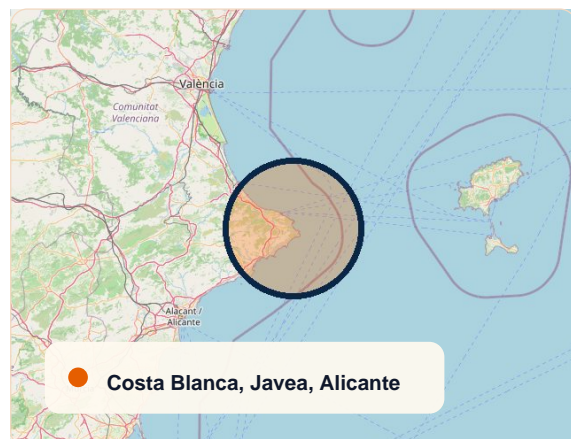 València
Comunitat
Valenciana
Alacant /
Alicante
Costa Blanca, Javea, Alicante